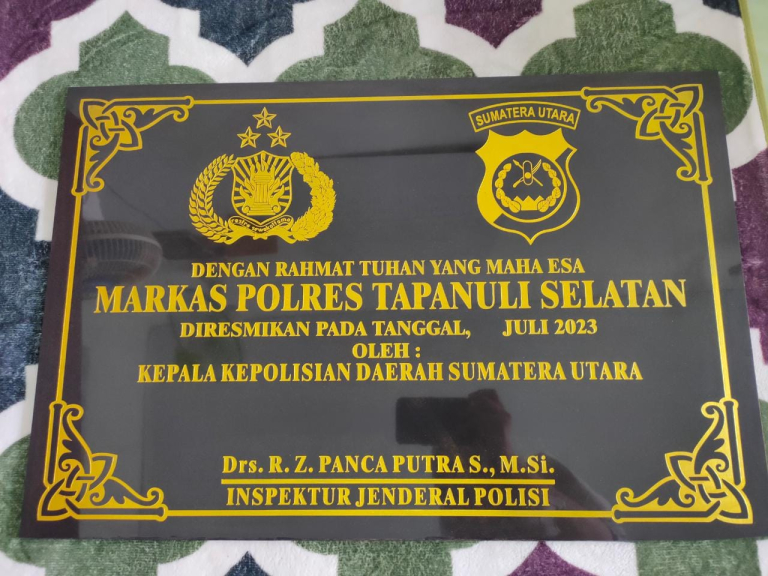 SUMATERA UTARA
DENGAN RAHMAT TUHAN YANG MAHA ESA
MARKAS POLRES TAPANULI SELATAN
DIRESMIKAN PADA TANGGAL, JULI 2023
OLEH :
KEPALA KEPOLISIAN DAERAH SUMATERA UTARA
Drs. R. Z. PANCA PUTRA S., M.Si.
INSPEKTUR JENDERAL POLISI